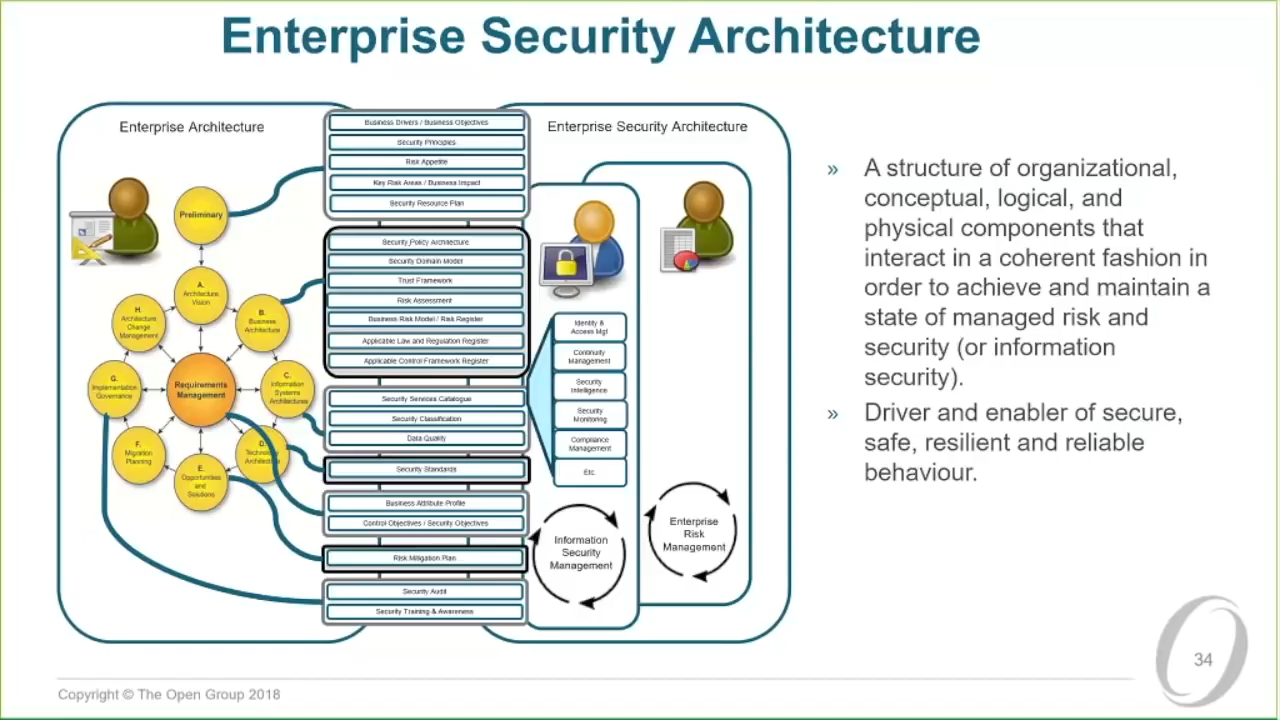 Enterprise Security Architecture
Enterprise Architecture
Preliminary
A.
Architecture
Vision
B.
Business
Architecture
C.
Information
Systems
Architectures
D.
Technology
Architecture
E.
Opportunities
and
Solutions
F.
Migration
Planning
G.
Implementation
Governance
H.
Architecture
Change
Management
Requirements
Management
Business Drivers / Business Objectives
Security Principles
Risk Appetite
Key Risk Areas / Business Impact
Security Resource Plan
Security Policy Architecture
Security Domain Model
Trust Framework
Risk Assessment
Business Risk Model / Risk Register
Applicable Law and Regulation Register
Applicable Control Framework Register
Security Services Catalogue
Security Classification
Data Quality
Security Standards
Business Attribute Profile
Control Objectives / Security Objectives
Risk Mitigation Plan
Security Audit
Security Training & Awareness
Enterprise Security Architecture
Identity &
Access Mgt
Continuity
Management
Security
Intelligence
Security
Monitoring
Compliance
Management
Etc.
Information
Security
Management
Enterprise
Risk
Management
» A structure of organizational,
conceptual, logical, and
physical components that
interact in a coherent fashion in
order to achieve and maintain a
state of managed risk and
security (or information
security).
» Driver and enabler of secure,
safe, resilient and reliable
behaviour.
34
Copyright © The Open Group 2018